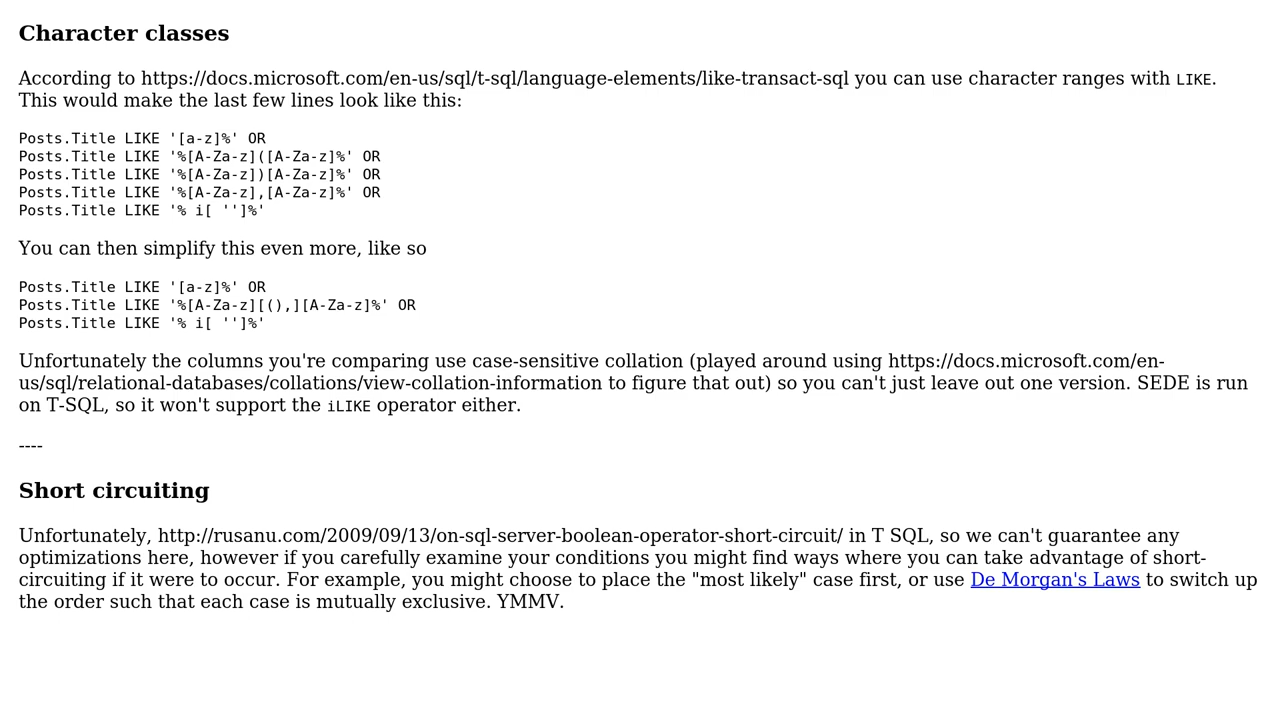 Character classes
According to https://docs.microsoft.com/en-us/sql/t-sql/language-elements/like-transact-sql you can use character ranges with LIKE.
This would make the last few lines look like this:
Posts.Title LIKE '[a-z]%' OR
Posts.Title LIKE '%[A-Za-z]([A-Za-z]%' OR
Posts.Title LIKE '%[A-Za-z])[A-Za-z]%' OR
Posts.Title LIKE '%[A-Za-z],[A-Za-z]%' OR
Posts.Title LIKE '% i[ '']%'
You can then simplify this even more, like so
Posts.Title LIKE '[a-z]%' OR
Posts.Title LIKE '%[A-Za-z][(),][A-Za-z]%' OR
Posts.Title LIKE '% i[ '']%'
Unfortunately the columns you're comparing use case-sensitive collation (played around using https://docs.microsoft.com/en-
us/sql/relational-databases/collations/view-collation-information to figure that out) so you can't just leave out one version. SEDE is run
on T-SQL, so it won't support the iLIKE operator either.
----
Short circuiting
Unfortunately, http://rusanu.com/2009/09/13/on-sql-server-boolean-operator-short-circuit/ in T SQL, so we can't guarantee any
optimizations here, however if you carefully examine your conditions you might find ways where you can take advantage of short-
circuiting if it were to occur. For example, you might choose to place the "most likely" case first, or use De Morgan's Laws to switch up
the order such that each case is mutually exclusive. YMMV.